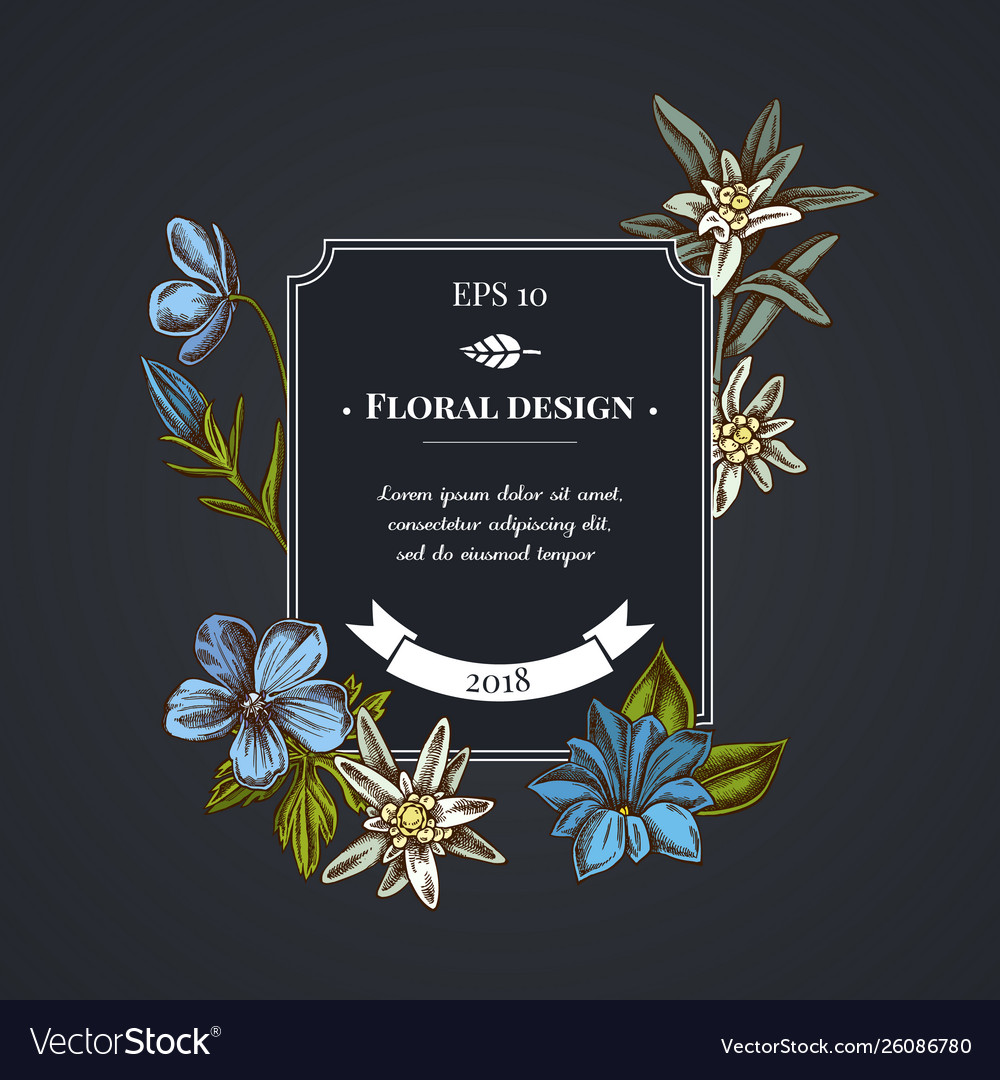 EPS 10
• Floral design •
Lorem ipsum dolor sit amet,
consectetur adipiscing elit,
sed do eiusmod tempor
2018
VectorStock®
VectorStock.com/26086780